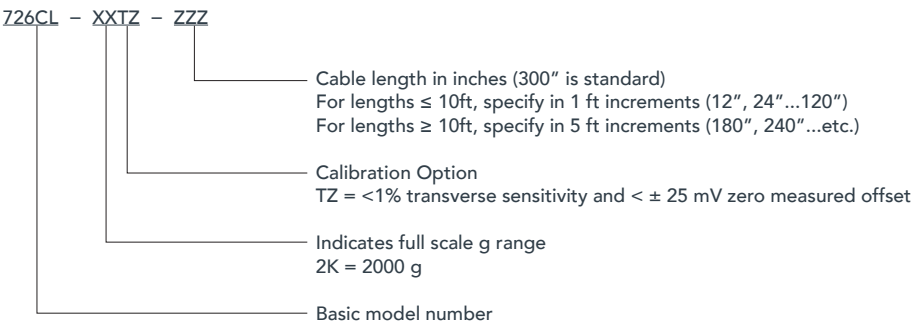 726CL – XXTZ – ZZZ
Cable length in inches (300” is standard)
For lengths ≤ 10ft, specify in 1 ft increments (12”, 24”...120”)
For lengths ≥ 10ft, specify in 5 ft increments (180”, 240”...etc.)
Calibration Option
TZ = <1% transverse sensitivity and < ± 25 mV zero measured offset
Indicates full scale g range
2K = 2000 g
Basic model number